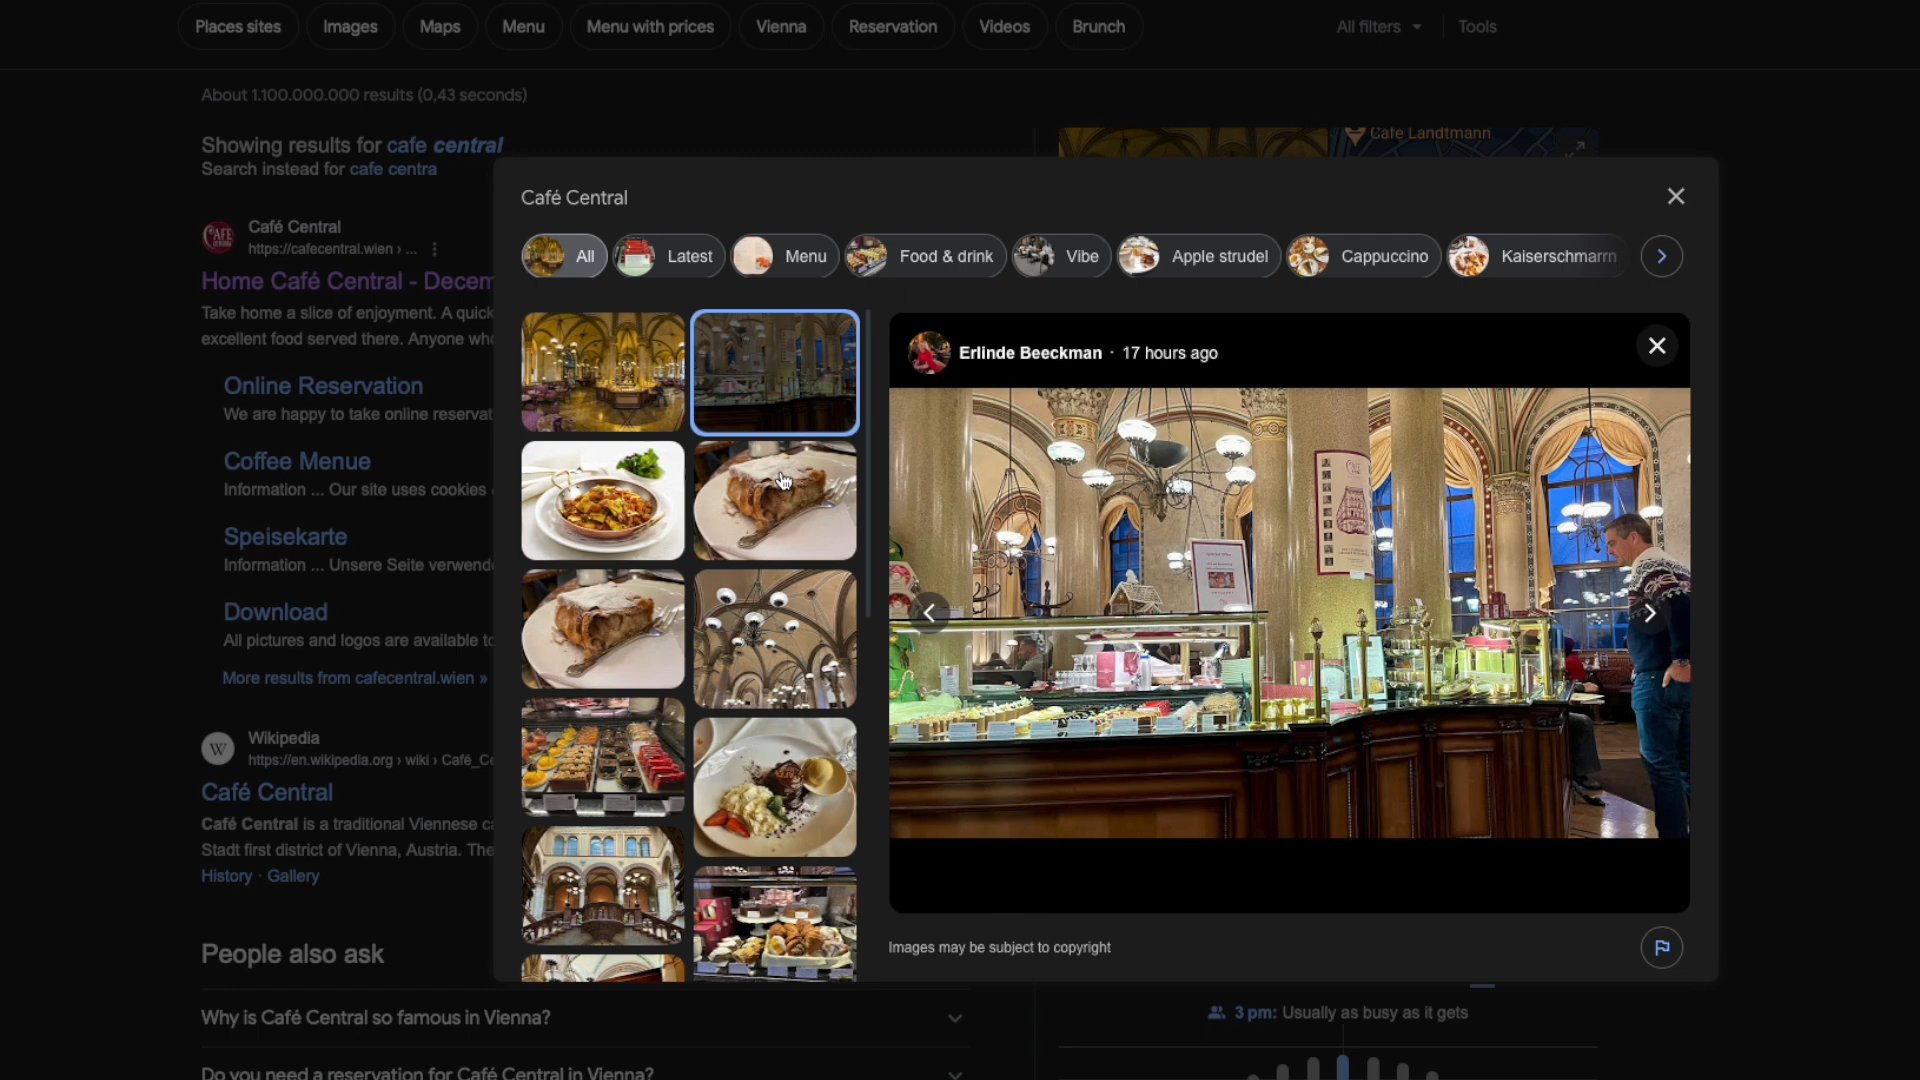 Places sites
Images
Maps
Menu
Menu with prices
Vienna
Reservation
Videos
Brunch
All filters
Tools
About 1.100.000.000 results (0,43 seconds)
Showing results for cafe central
Search instead for cafe centra
Cafe Landtmann
Café Central
https://cafecentral.wien › ...
Home Café Central - Decem
Take home a slice of enjoyment. A quick
excellent food served there. Anyone who
Online Reservation
We are happy to take online reservat
Coffee Menue
Information ... Our site uses cookies
Speisekarte
Information ... Unsere Seite verwend
Download
All pictures and logos are available to
More results from cafecentral.wien »
W
Wikipedia
https://en.wikipedia.org › wiki › Café_Ce
Café Central
Café Central is a traditional Viennese ca
Stadt first district of Vienna, Austria. The
History · Gallery
People also ask
Why is Café Central so famous in Vienna?
Do you need a reservation for Café Central in Vienna?
Café Central
All
Latest
Menu
Food & drink
Vibe
Apple strudel
Cappuccino
Kaiserschmarrn
Erlinde Beeckman · 17 hours ago
Images may be subject to copyright
3 pm: Usually as busy as it gets